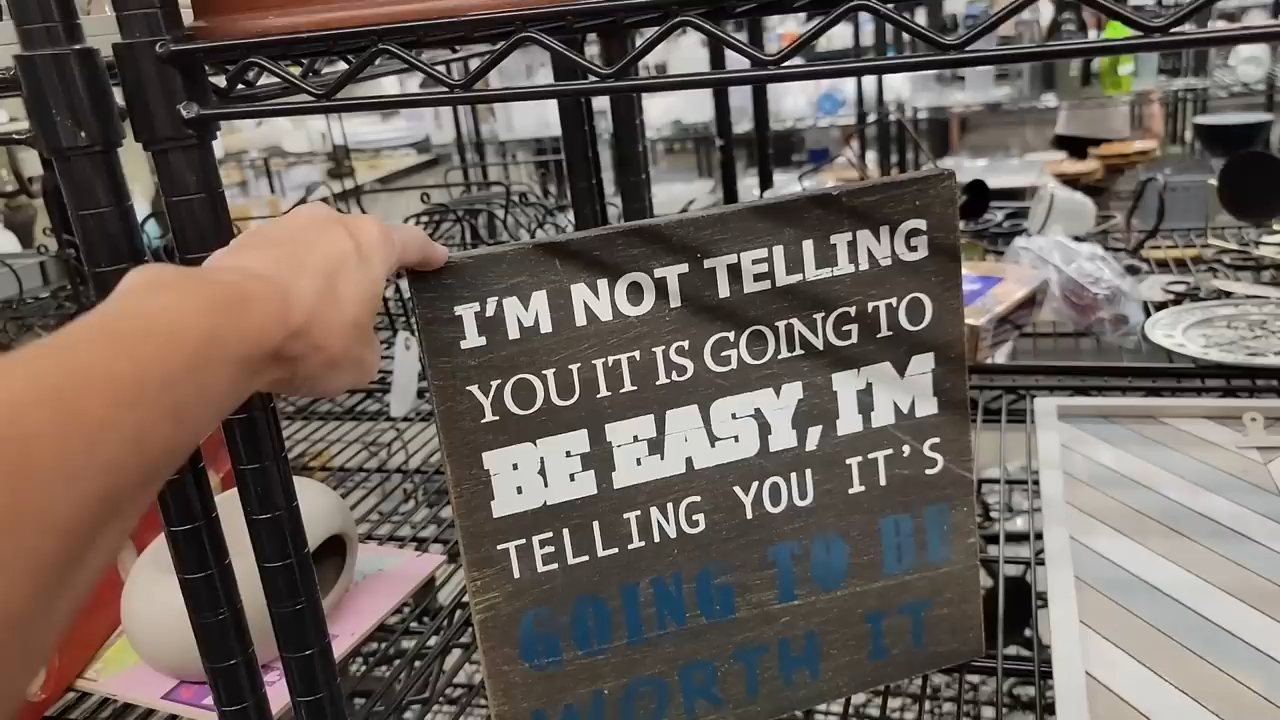 I'M NOT TELLING
YOU IT IS GOING TO
BE EASY, I'M
TELLING YOU IT'S
GOING TO BE
WORTH IT